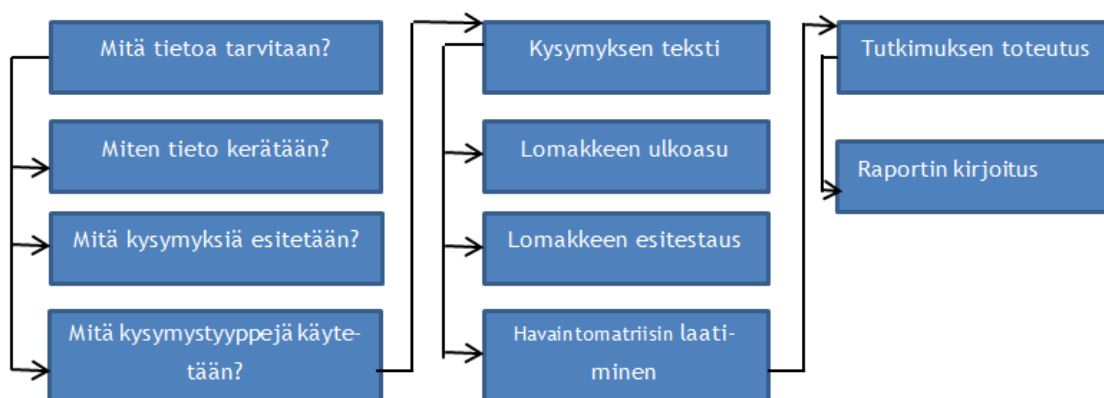 Mitä tietoa tarvitaan?
Miten tieto kerätään?
Mitä kysymyksiä esitetään?
Mitä kysymystyyppejä käyte-
tään?
Kysymyksen teksti
Lomakkeen ulkoasu
Lomakkeen esitestaus
Havaintomatriisin laati-
minen
Tutkimuksen toteutus
Raportin kirjoitus